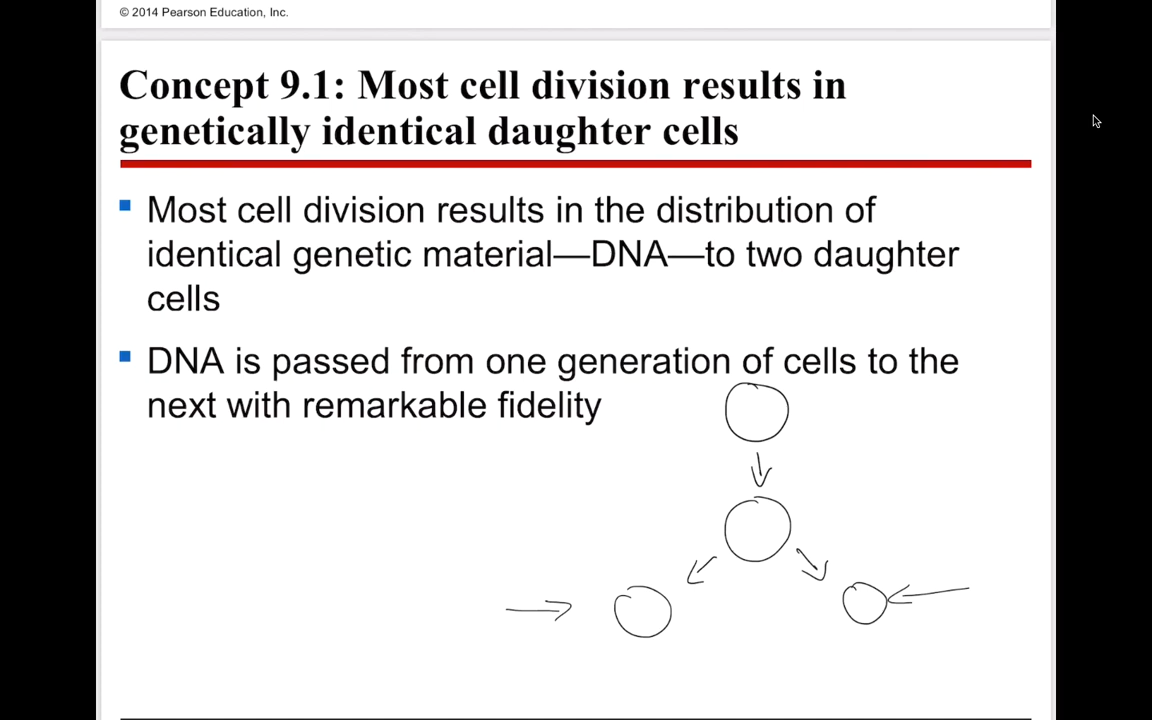 © 2014 Pearson Education, Inc.
Concept 9.1: Most cell division results in
genetically identical daughter cells
Most cell division results in the distribution of
identical genetic material—DNA—to two daughter
cells
DNA is passed from one generation of cells to the
next with remarkable fidelity